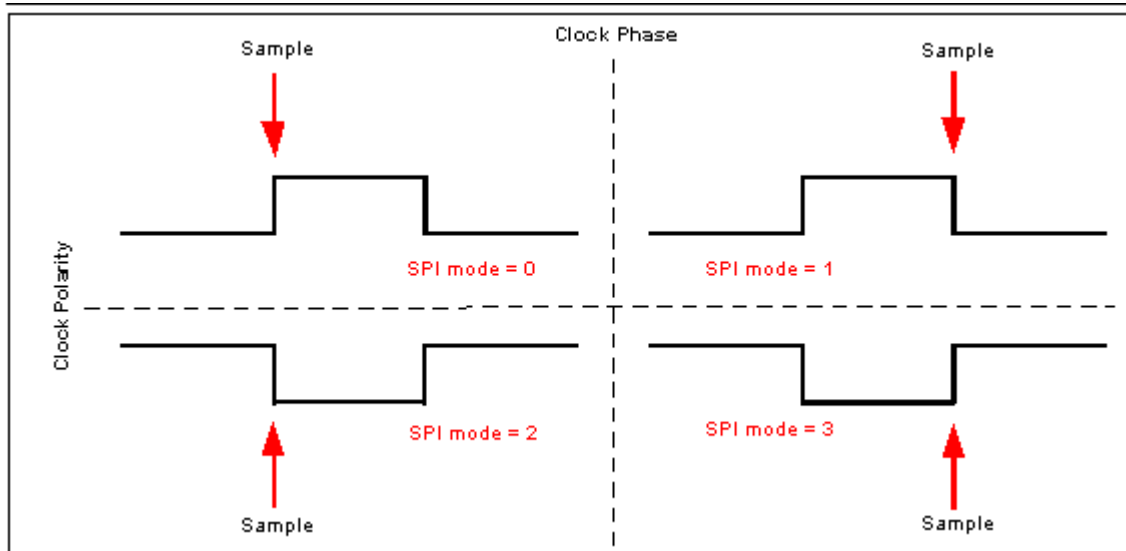 Clock Phase
Sample
Sample
Clock Polarity
SPI mode = 0
SPI mode = 1
SPI mode = 2
SPI mode = 3
Sample
Sample